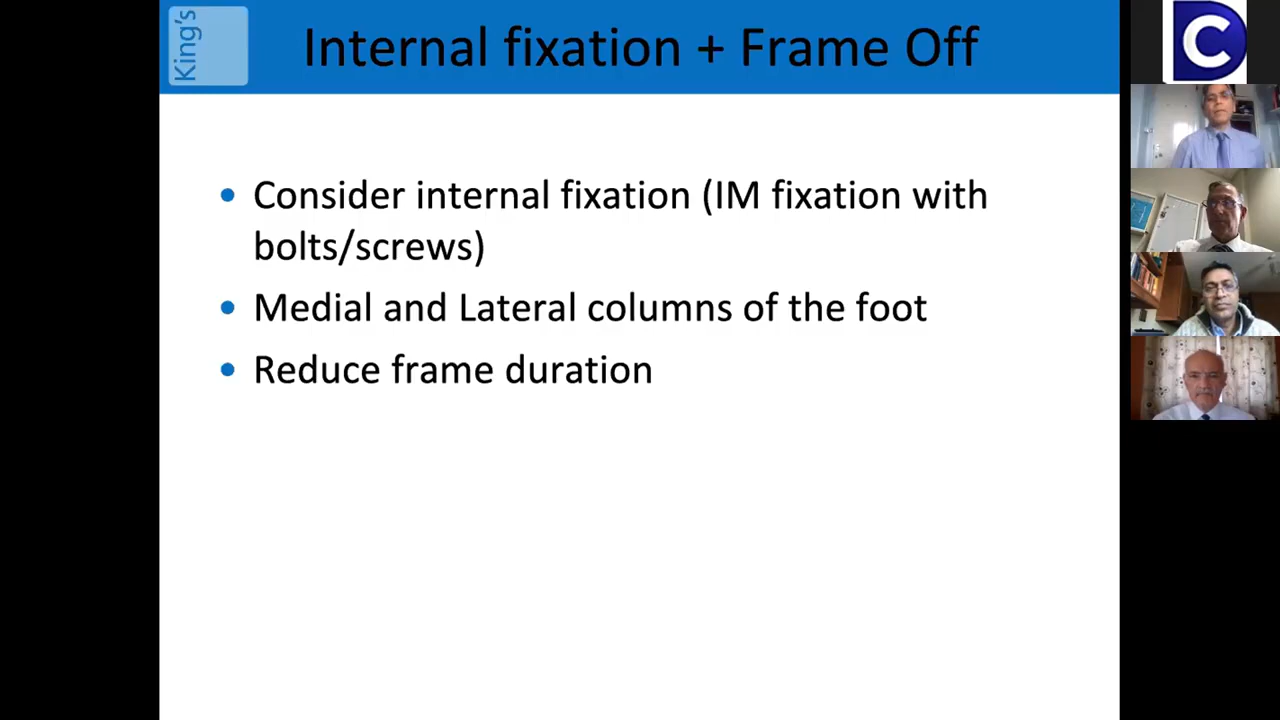 King's
Internal fixation + Frame Off
• Consider internal fixation (IM fixation with
bolts/screws)
• Medial and Lateral columns of the foot
• Reduce frame duration
C